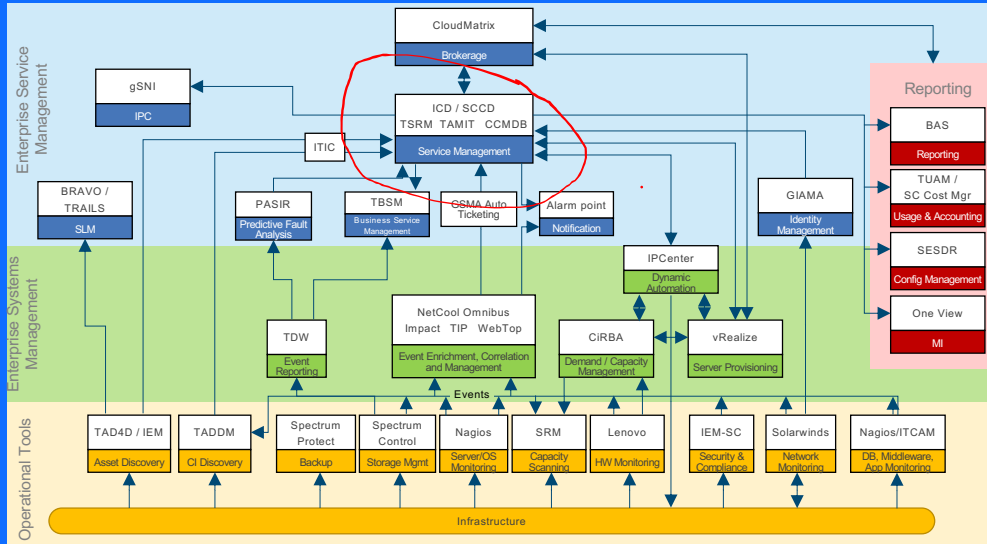 Enterprise Service
Management
CloudMatrix
Brokerage
gSNI
IPC
ICD / SCCD
TSRM TAMIT CCMDB
Service Management
ITIC
Reporting
BAS
Reporting
TUAM /
SC Cost Mgr
Usage & Accounting
SESDR
Config Management
One View
MI
BRAVO /
TRAILS
SLM
PASIR
Predictive Fault
Analysis
TBSM
Business Service
Management
GSMA Auto
Ticketing
Alarm point
Notification
GIAMA
Identity
Management
Enterprise Systems
Management
IPCenter
Dynamic
Automation
TDW
Event
Reporting
NetCool Omnibus
Impact TIP WebTop
Event Enrichment, Correlation
and Management
CiRBA
Demand / Capacity
Management
vRealize
Server Provisioning
Events
Operational Tools
TAD4D / IEM
Asset Discovery
TADDM
CI Discovery
Spectrum
Protect
Backup
Spectrum
Control
Storage Mgmt
Nagios
Server/OS
Monitoring
SRM
Capacity
Scanning
Lenovo
HW Monitoring
IEM-SC
Security &
Compliance
Solarwinds
Network
Monitoring
Nagios/ITCAM
DB, Middleware,
App Monitoring
Infrastructure